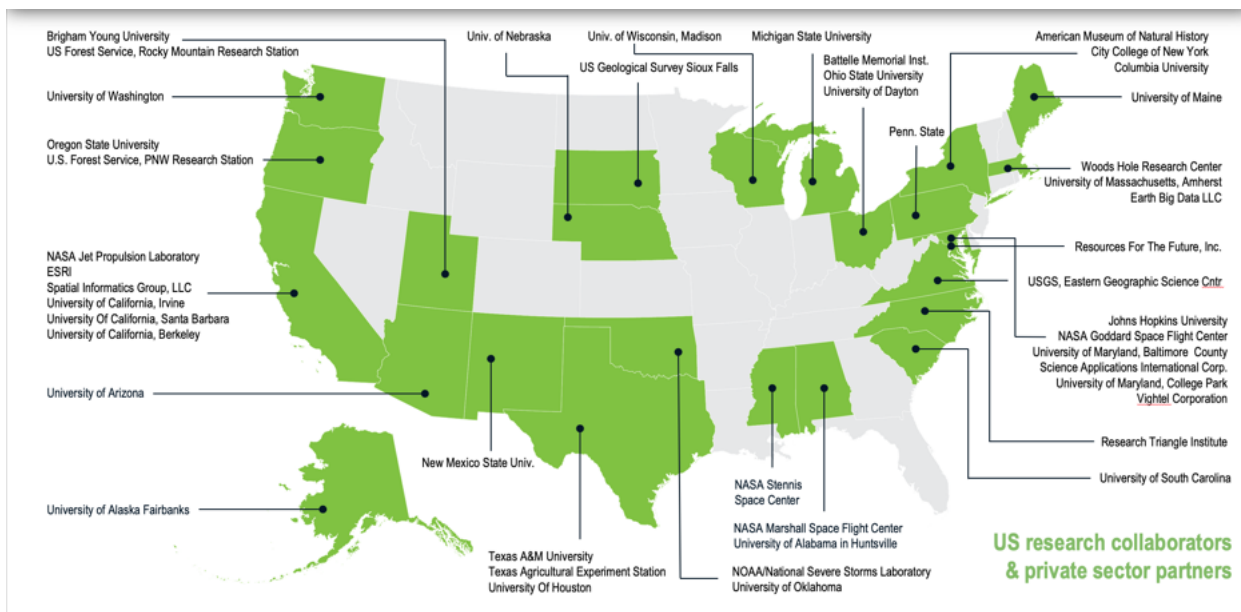 Brigham Young University
US Forest Service, Rocky Mountain Research Station
University of Washington
Oregon State University
U.S. Forest Service, PNW Research Station
NASA Jet Propulsion Laboratory
ESRI
Spatial Informatics Group, LLC
University of California, Irvine
University Of California, Santa Barbara
University of California, Berkeley
University of Arizona
University of Alaska Fairbanks
Univ. of Nebraska
Univ. of Wisconsin, Madison
US Geological Survey Sioux Falls
Michigan State University
Battelle Memorial Inst.
Ohio State University
University of Dayton
Penn. State
American Museum of Natural History
City College of New York
Columbia University
University of Maine
Woods Hole Research Center
University of Massachusetts, Amherst
Earth Big Data LLC
Resources For The Future, Inc.
USGS, Eastern Geographic Science Cntr
Johns Hopkins University
NASA Goddard Space Flight Center
University of Maryland, Baltimore County
Science Applications International Corp.
University of Maryland, College Park
Vightel Corporation
Research Triangle Institute
University of South Carolina
New Mexico State Univ.
NASA Stennis
Space Center
NASA Marshall Space Flight Center
University of Alabama in Huntsville
Texas A&M University
Texas Agricultural Experiment Station
University Of Houston
NOAA/National Severe Storms Laboratory
University of Oklahoma
US research collaborators
& private sector partners